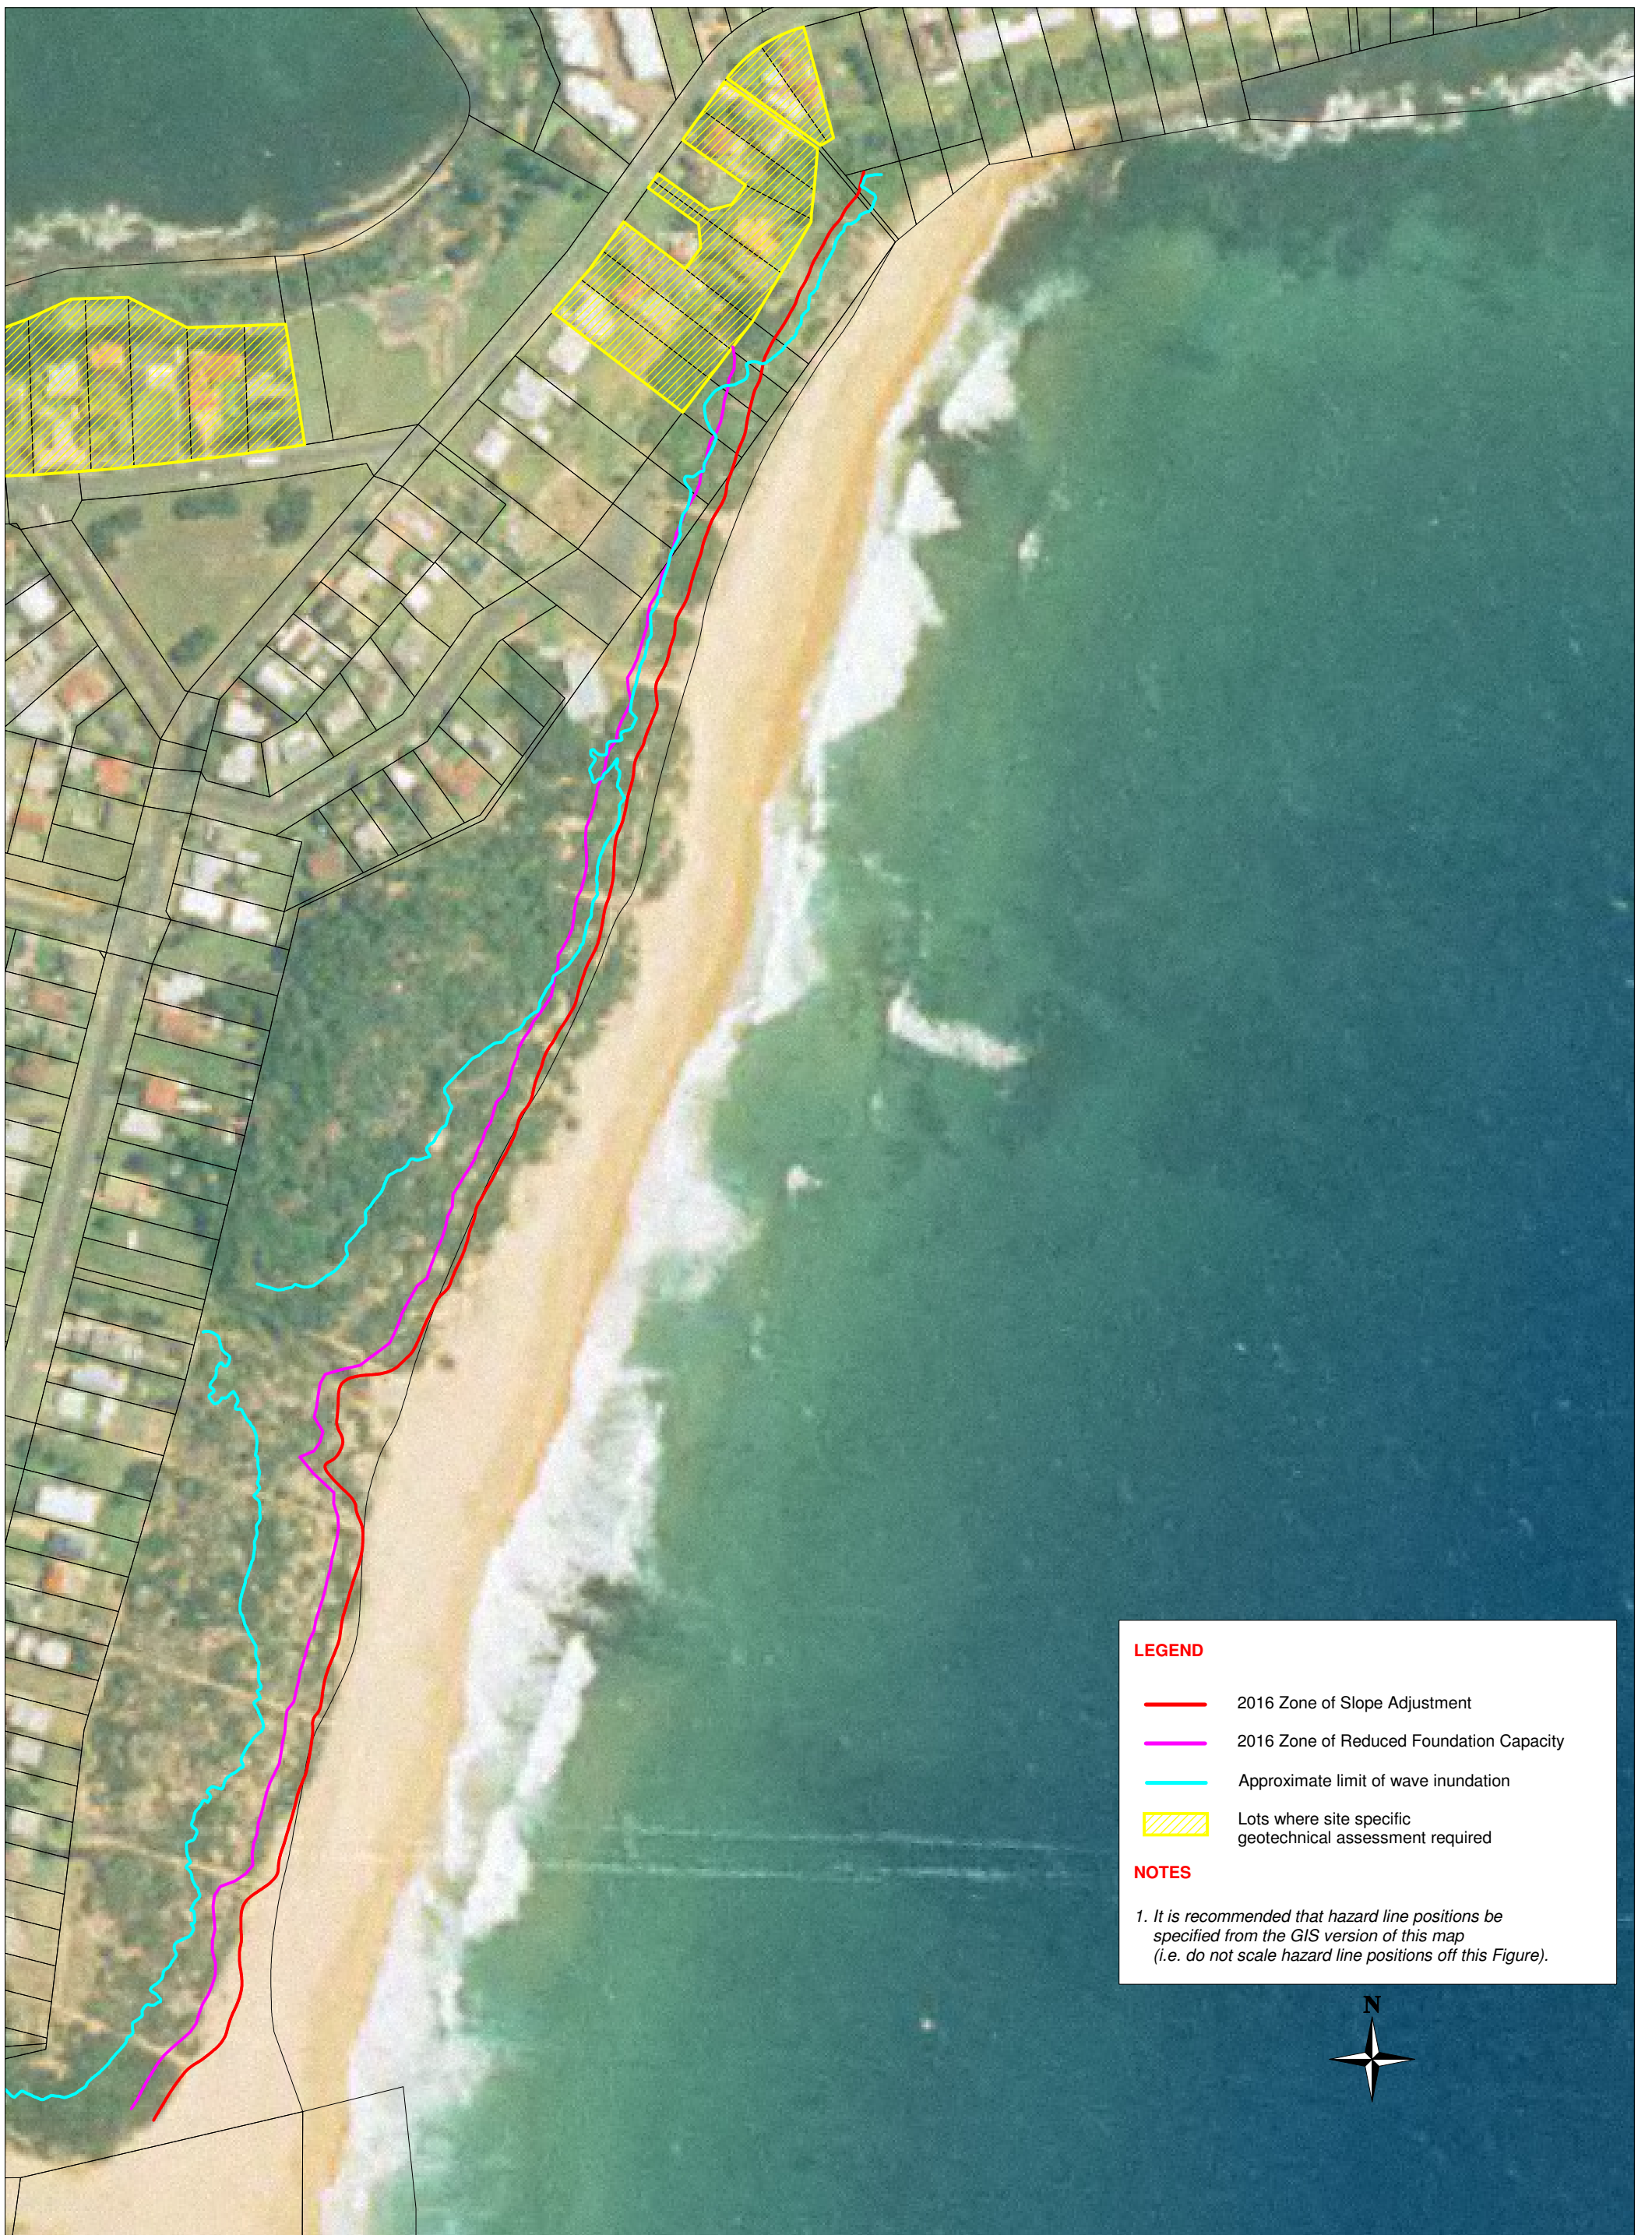 LEGEND
2016 Zone of Slope Adjustment
2016 Zone of Reduced Foundation Capacity
Approximate limit of wave inundation
Lots where site specific
geotechnical assessment required
NOTES
1. It is recommended that hazard line positions be
specified from the GIS version of this map
(i.e. do not scale hazard line positions off this Figure).
N